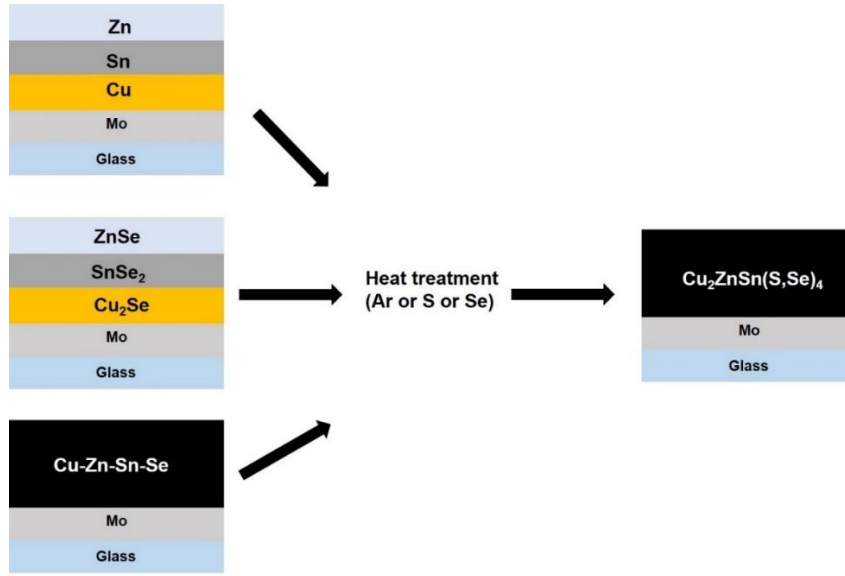 Zn
Sn
Cu
Mo
Glass
ZnSe
SnSe₂
Cu₂Se
Mo
Glass
Cu-Zn-Sn-Se
Mo
Glass
Heat treatment
(Ar or S or Se)
Cu₂ZnSn(S,Se)₄
Mo
Glass